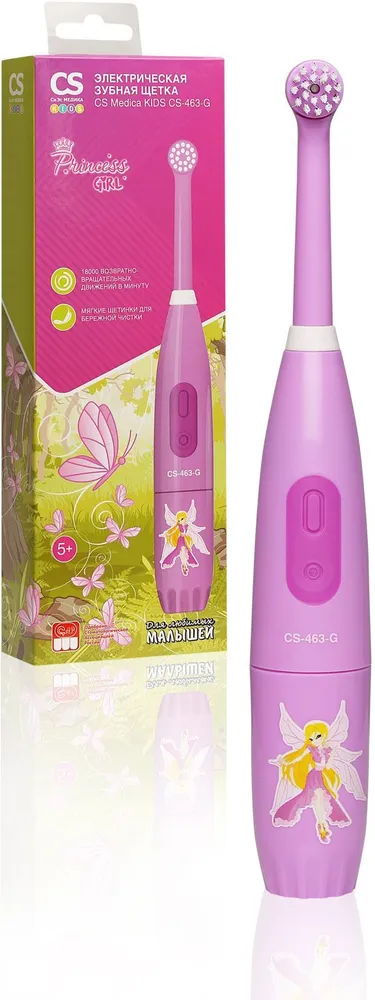 CS
Си Эс МЕДИКА
KIDS
ЭЛЕКТРИЧЕСКАЯ
ЗУБНАЯ ЩЕТКА
CS Medica KIDS CS-463-G
Princess
GIRL
18000 ВОЗВРАТНО-
ВРАЩАТЕЛЬНЫХ
ДВИЖЕНИЙ В МИНУТУ
МЯГКИЕ ЩЕТИНКИ ДЛЯ
БЕРЕЖНОЙ ЧИСТКИ
CS-463-G
5+
Для любимых
МАЛЫШЕЙ
CS-463-G